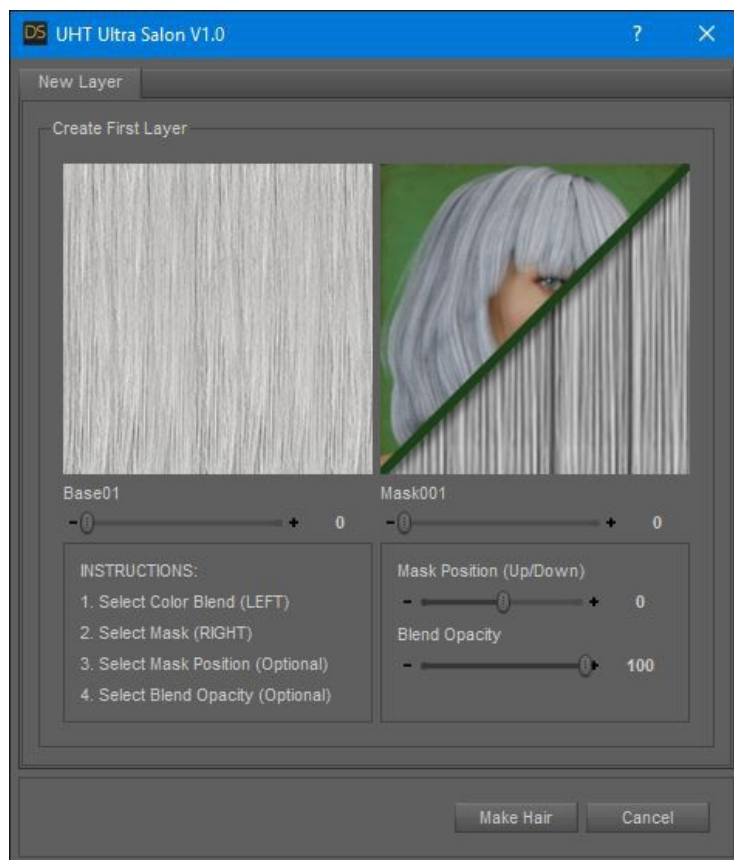 DS UHT Ultra Salon V1.0 ?
New Layer
Create First Layer
Base01
Mask001
- + 0
- + 0
INSTRUCTIONS:
1. Select Color Blend (LEFT)
2. Select Mask (RIGHT)
3. Select Mask Position (Optional)
4. Select Blend Opacity (Optional)
Mask Position (Up/Down)
- + 0
Blend Opacity
- + 100
Make Hair
Cancel